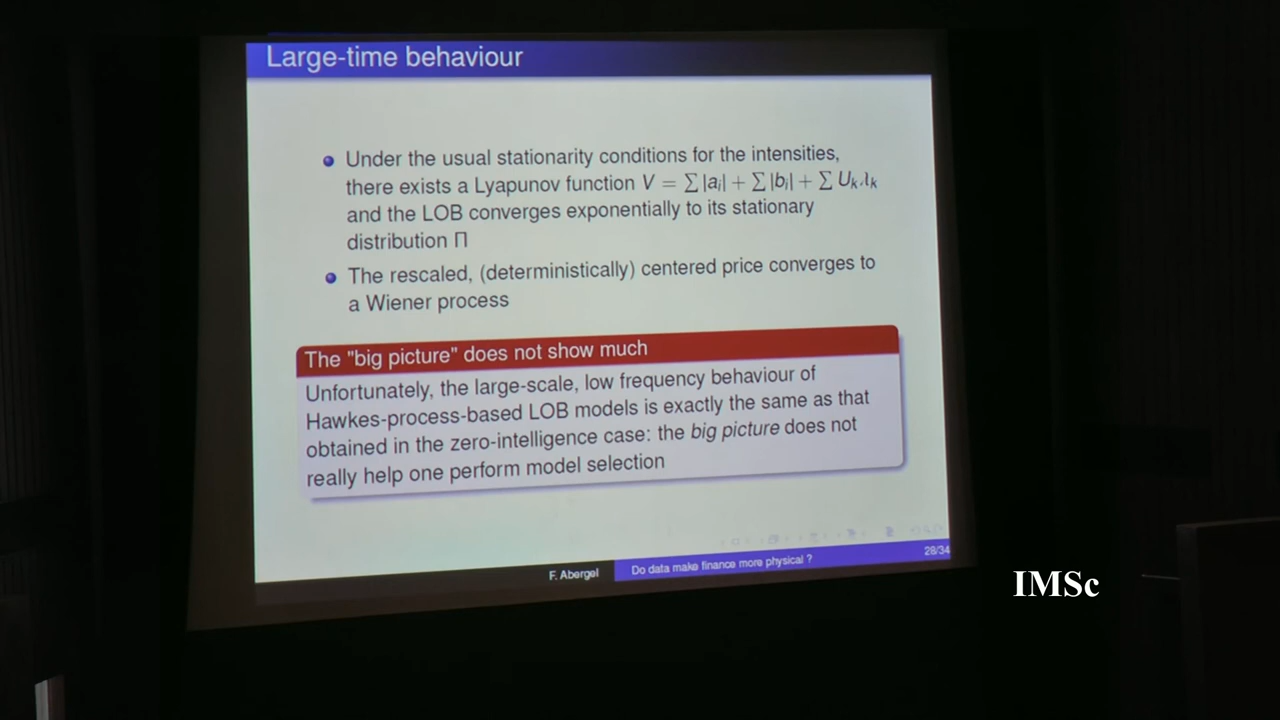 Large-time behaviour
Under the usual stationarity conditions for the intensities,
there exists a Lyapunov function V = ∑|aᵢ| + ∑|bᵢ| + ∑ Uₖλₖ
and the LOB converges exponentially to its stationary
distribution Π
The rescaled, (deterministically) centered price converges to
a Wiener process
The "big picture" does not show much
Unfortunately, the large-scale, low frequency behaviour of
Hawkes-process-based LOB models is exactly the same as that
obtained in the zero-intelligence case: the big picture does not
really help one perform model selection
F. Abergel
Do data make finance more physical ?
28/34
IMSc